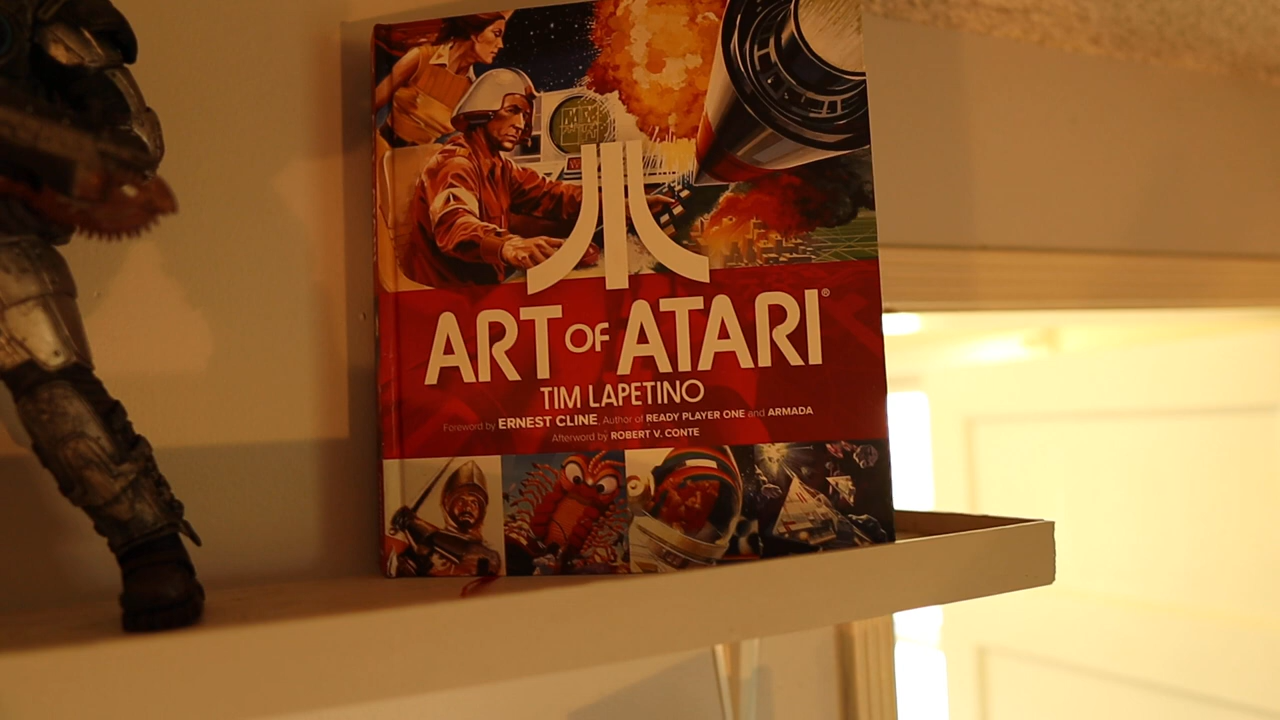 ART OF ATARI®
TIM LAPETINO
Foreword by ERNEST CLINE, Author of READY PLAYER ONE and ARMADA
Afterword by ROBERT V. CONTE